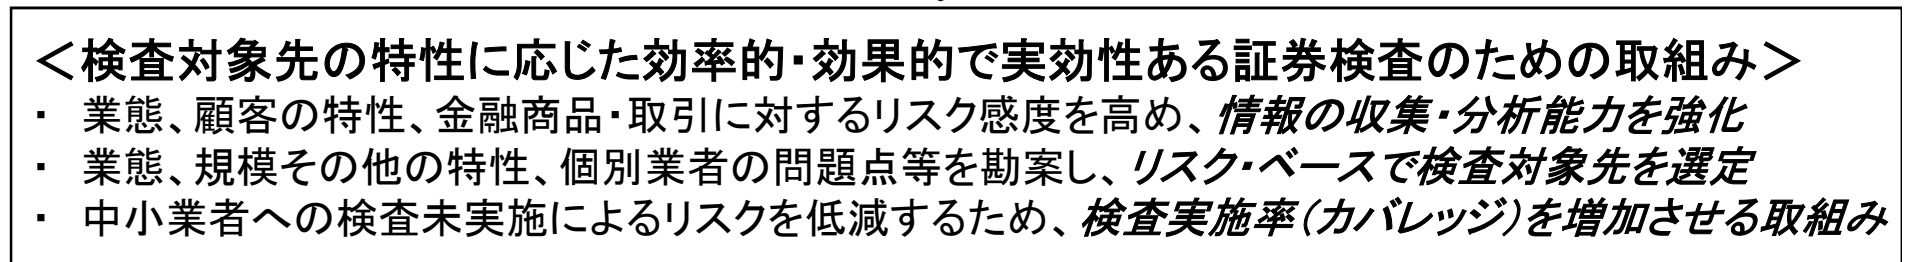 ＜検査対象先の特性に応じた効率的・効果的で実効性ある証券検査のための取組み＞
・ 業態、顧客の特性、金融商品・取引に対するリスク感度を高め、情報の収集・分析能力を強化
・ 業態、規模その他の特性、個別業者の問題点等を勘案し、リスク・ベースで検査対象先を選定
・ 中小業者への検査未実施によるリスクを低減するため、検査実施率（カバレッジ）を増加させる取組み